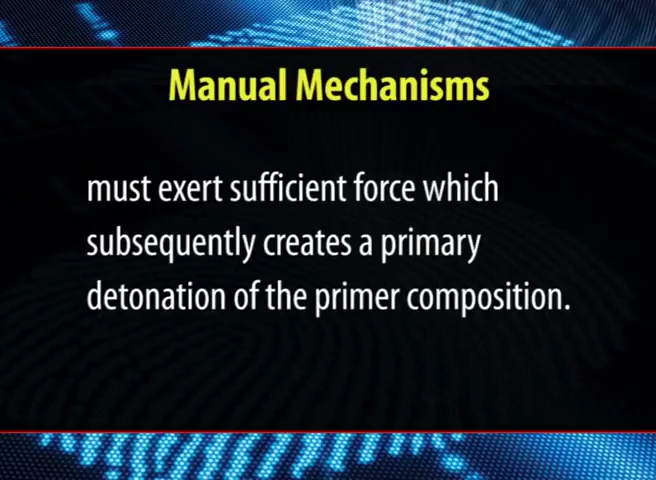 Manual Mechanisms
must exert sufficient force which
subsequently creates a primary
detonation of the primer composition.